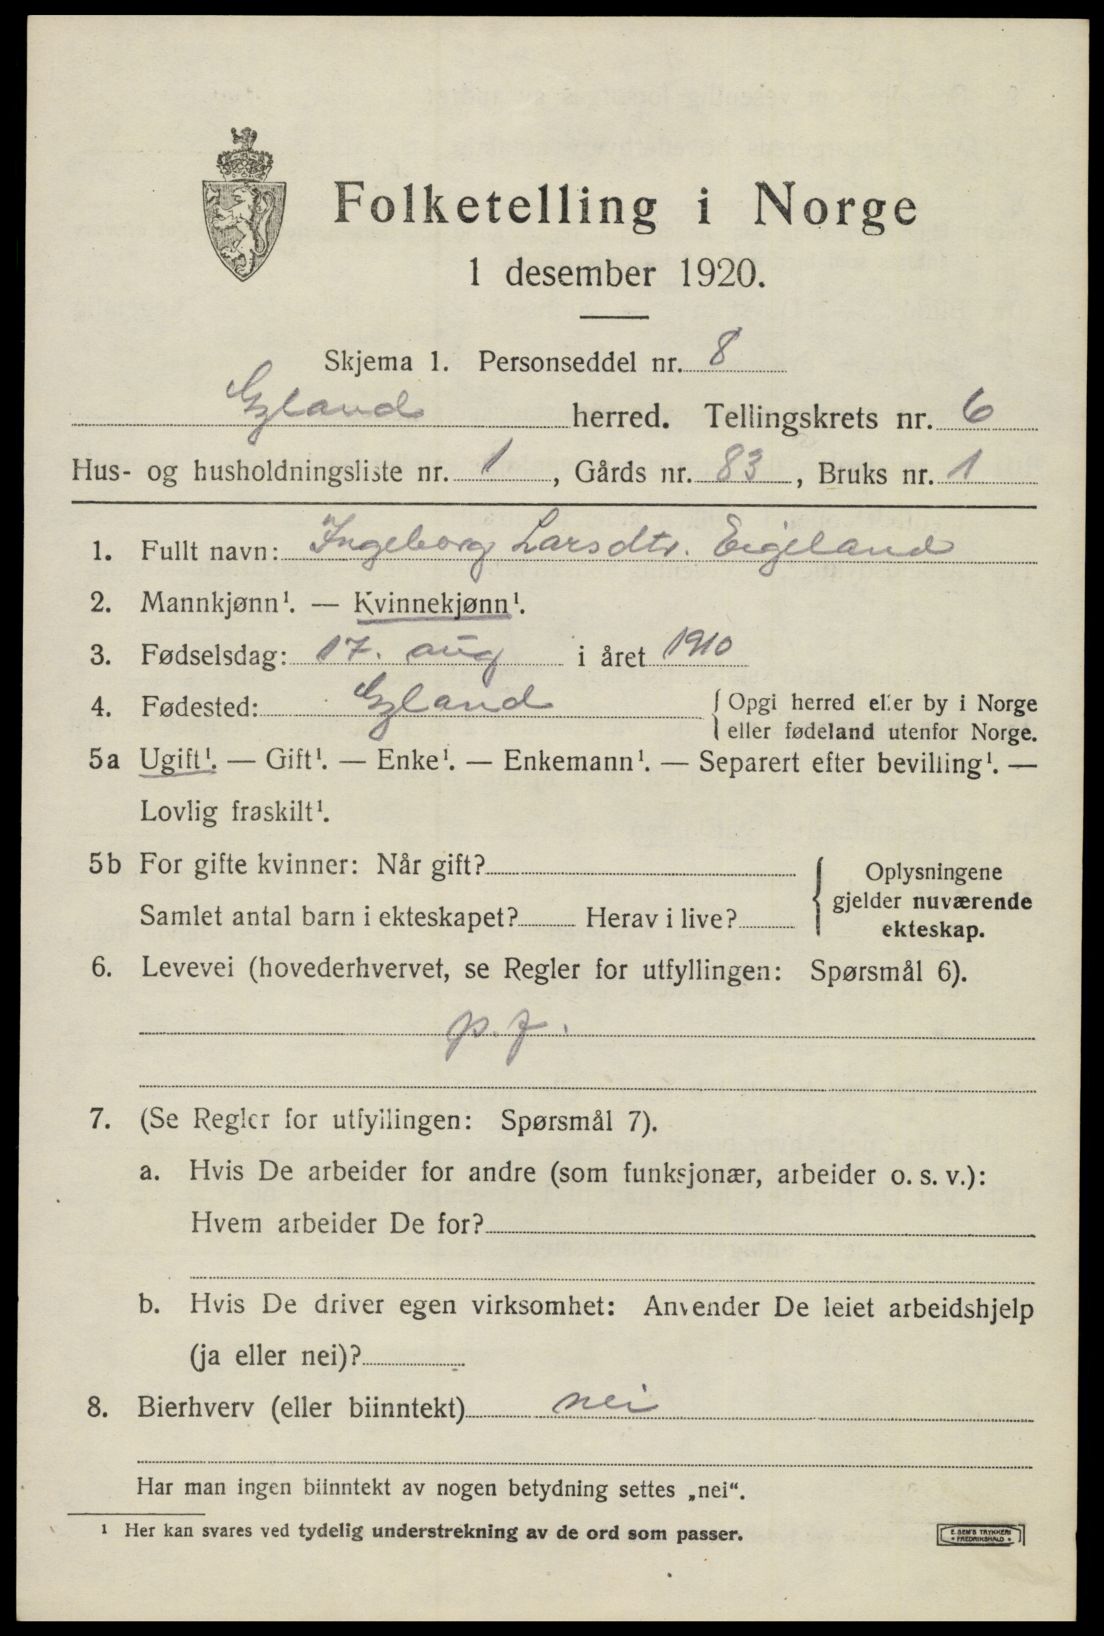 Folketelling i Norge
1 desember 1920.
Skjema 1. Personseddel nr. 8
Gyland herred. Tellingskrets nr. 6
Hus- og husholdningsliste nr. 1, Gårds nr. 83, Bruks nr. 1
1. Fullt navn: Ingeborg Larsdtr. Eigeland
2. Mannkjønn¹. — Kvinnekjønn¹.
3. Fødselsdag: 17. aug i året 1910
4. Fødested: Gyland { Opgi herred eller by i Norge
eller fødeland utenfor Norge.
5a Ugift¹. — Gift¹. — Enke¹. — Enkemann¹. — Separert efter bevilling¹. —
Lovlig fraskilt¹.
5b For gifte kvinner: Når gift?
Samlet antal barn i ekteskapet? Herav i live?
{ Oplysningene
gjelder nuværende
ekteskap.
6. Levevei (hovederhvervet, se Regler for utfyllingen: Spørsmål 6).
p.f.
7. (Se Regler for utfyllingen: Spørsmål 7).
a. Hvis De arbeider for andre (som funksjonær, arbeider o. s. v.):
Hvem arbeider De for?
b. Hvis De driver egen virksomhet: Anvender De leiet arbeidshjelp
(ja eller nei)?
8. Bierhverv (eller biinntekt) nei
Har man ingen biinntekt av nogen betydning settes „nei“.
¹ Her kan svares ved tydelig understrekning av de ord som passer.
E. SEM'S TRYKKERI
• FREDRIKSHALD •